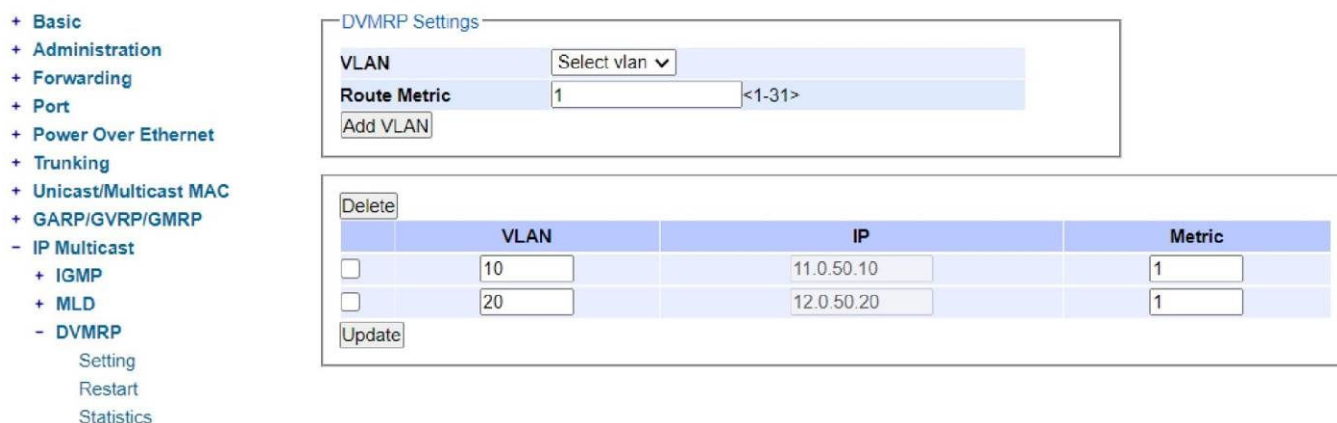 + Basic
+ Administration
+ Forwarding
+ Port
+ Power Over Ethernet
+ Trunking
+ Unicast/Multicast MAC
+ GARP/GVRP/GMRP
- IP Multicast
+ IGMP
+ MLD
- DVMRP
Setting
Restart
Statistics
DVMRP Settings
VLAN Select vlan
Route Metric 1 <1-31>
Add VLAN
Delete
VLAN IP Metric
10 11.0.50.10 1
20 12.0.50.20 1
Update